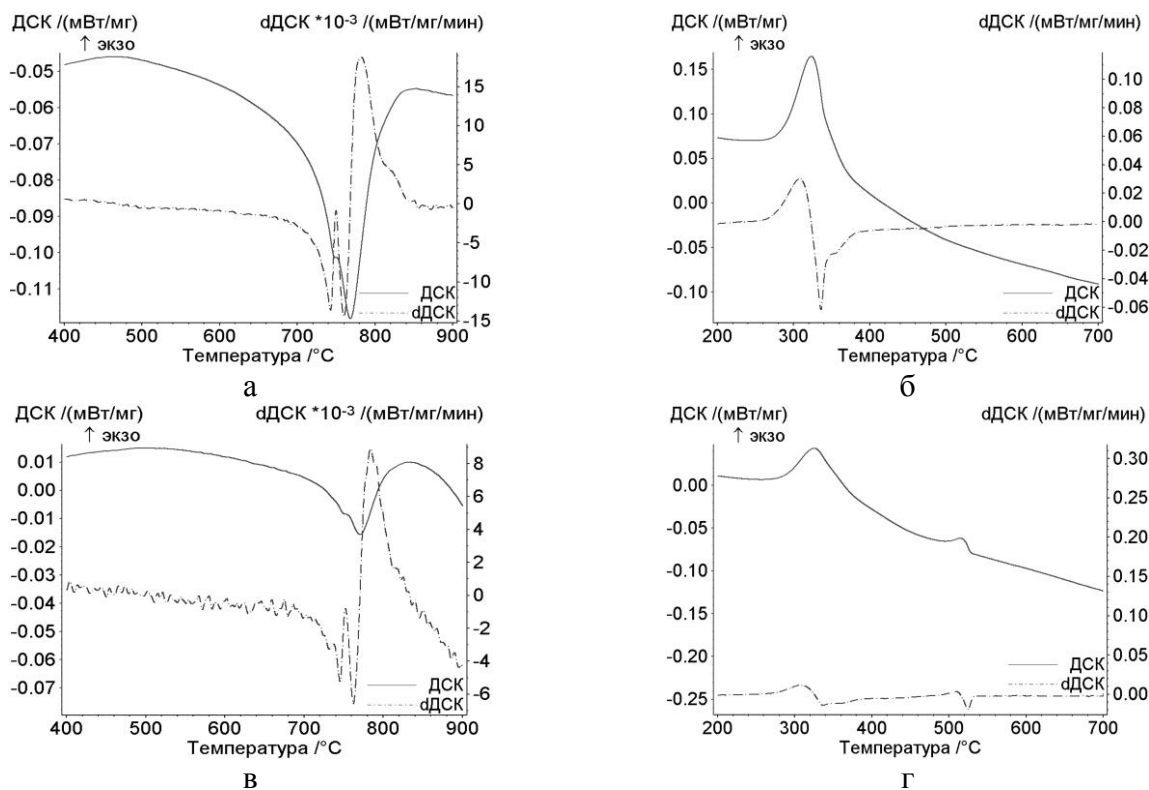 ДСК /(мВт/мг) dДСК *10-3 /(мВт/мг/мин)
↑ экзо
-0.05
-0.06
-0.07
-0.08
-0.09
-0.10
-0.11
15
10
5
0
-5
-10
-15
ДСК
dДСК
400 500 600 700 800 900
Температура /°C
а
ДСК /(мВт/мг) dДСК /(мВт/мг/мин)
↑ экзо
0.15
0.10
0.05
0.00
-0.05
-0.10
0.10
0.08
0.06
0.04
0.02
0.00
-0.02
-0.04
-0.06
ДСК
dДСК
200 300 400 500 600 700
Температура /°C
б
ДСК /(мВт/мг) dДСК *10-3 /(мВт/мг/мин)
↑ экзо
0.01
0.00
-0.01
-0.02
-0.03
-0.04
-0.05
-0.06
-0.07
8
6
4
2
0
-2
-4
-6
ДСК
dДСК
400 500 600 700 800 900
Температура /°C
в
ДСК /(мВт/мг) dДСК /(мВт/мг/мин)
↑ экзо
0.00
-0.05
-0.10
-0.15
-0.20
-0.25
0.30
0.25
0.20
0.15
0.10
0.05
0.00
ДСК
dДСК
200 300 400 500 600 700
Температура /°C
г